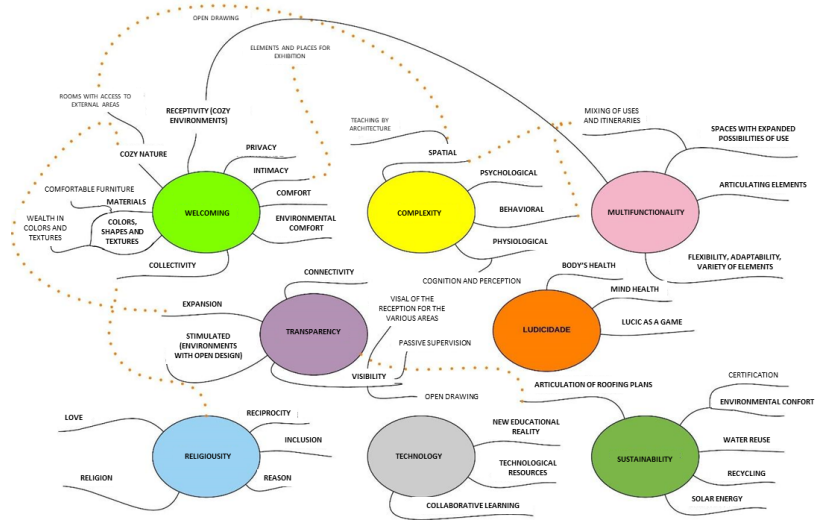 OPEN DRAWING
ELEMENTS AND PLACES FOR
EXHIBITION
ROOMS WITH ACCESS TO
EXTERNAL AREAS
RECEPTIVITY (COZY
ENVIRONMENTS)
COZY NATURE
PRIVACY
INTIMACY
COMFORT
ENVIRONMENTAL
COMFORT
COMFORTABLE FURNITURE
MATERIALS
WEALTH IN
COLORS AND
TEXTURES
COLORS,
SHAPES AND
TEXTURES
COLLECTIVITY
WELCOMING
TEACHING BY
ARCHITECTURE
SPATIAL
PSYCHOLOGICAL
BEHAVIORAL
PHYSIOLOGICAL
COGNITION AND PERCEPTION
COMPLEXITY
MIXING OF USES
AND ITINERARIES
SPACES WITH EXPANDED
POSSIBILITIES OF USE
ARTICULATING ELEMENTS
FLEXIBILITY, ADAPTABILITY,
VARIETY OF ELEMENTS
MULTIFUNCTIONALITY
CONNECTIVITY
EXPANSION
STIMULATED
(ENVIRONMENTS
WITH OPEN DESIGN)
TRANSPARENCY
VISAL OF THE
RECEPTION FOR THE
VARIOUS AREAS
PASSIVE SUPERVISION
VISIBILITY
OPEN DRAWING
BODY'S HEALTH
MIND HEALTH
LUCIC AS A GAME
LUDICIDADE
LOVE
RELIGION
RECIPROCITY
INCLUSION
REASON
RELIGIOUSITY
NEW EDUCATIONAL
REALITY
TECHNOLOGICAL
RESOURCES
COLLABORATIVE LEARNING
TECHNOLOGY
ARTICULATION OF ROOFING PLANS
CERTIFICATION
ENVIRONMENTAL CONFORT
WATER REUSE
RECYCLING
SOLAR ENERGY
SUSTAINABILITY